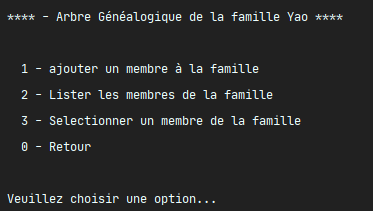 **** - Arbre Généalogique de la famille Yao ****
1 - ajouter un membre à la famille
2 - Lister les membres de la famille
3 - Selectionner un membre de la famille
0 - Retour
Veuillez choisir une option...